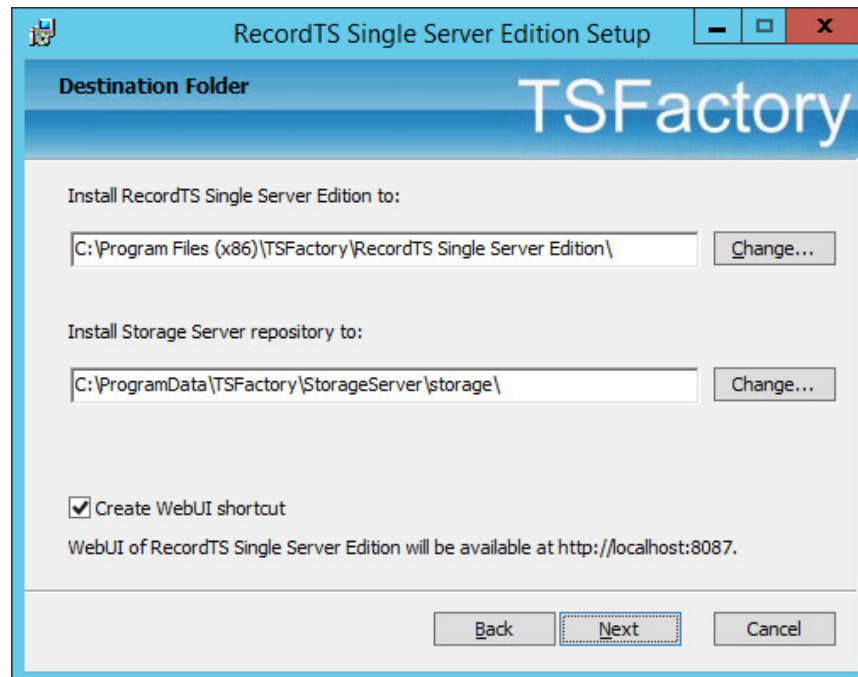 RecordTS Single Server Edition Setup
Destination Folder
TSFactory
Install RecordTS Single Server Edition to:
C:\Program Files (x86)\TSFactory\RecordTS Single Server Edition\
Change...
Install Storage Server repository to:
C:\ProgramData\TSFactory\StorageServer\storage\
Change...
Create WebUI shortcut
WebUI of RecordTS Single Server Edition will be available at http://localhost:8087.
Back Next Cancel